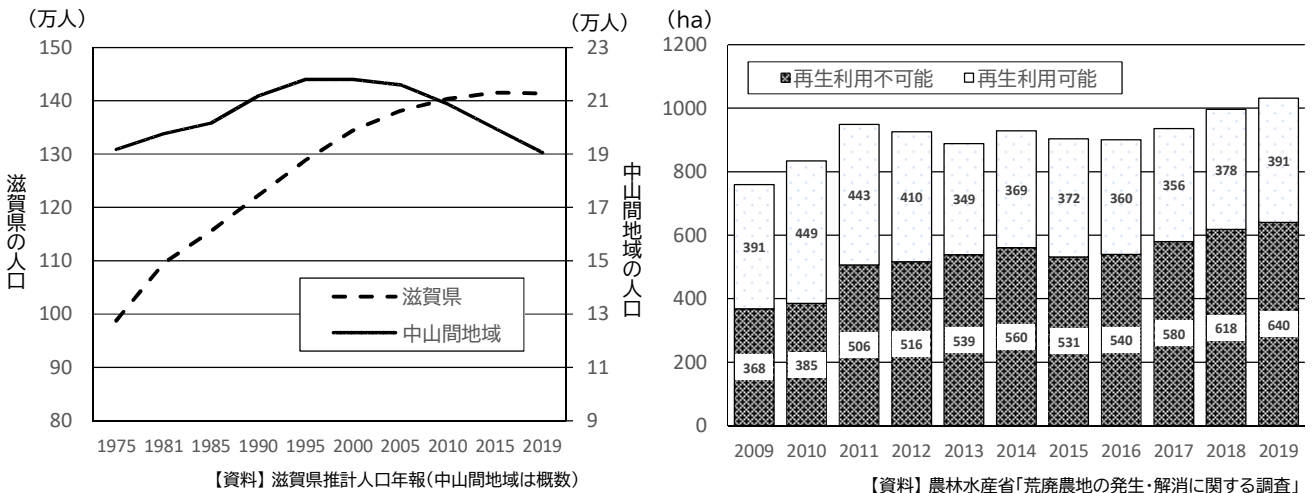 (万人)
(万人)
150
140
130
120
110
100
90
80
23
21
19
17
15
13
11
9
滋賀県の人口
中山間地域の人口
滋賀県
中山間地域
1975 1981 1985 1990 1995 2000 2005 2010 2015 2019
【資料】滋賀県推計人口年報(中山間地域は概数)
(ha)
1200
1000
800
600
400
200
0
再生利用不可能 再生利用可能
391 449 443 410 349 369 372 360 356 378 391
368 385 506 516 539 560 531 540 580 618 640
2009 2010 2011 2012 2013 2014 2015 2016 2017 2018 2019
【資料】農林水産省「荒廃農地の発生・解消に関する調査」